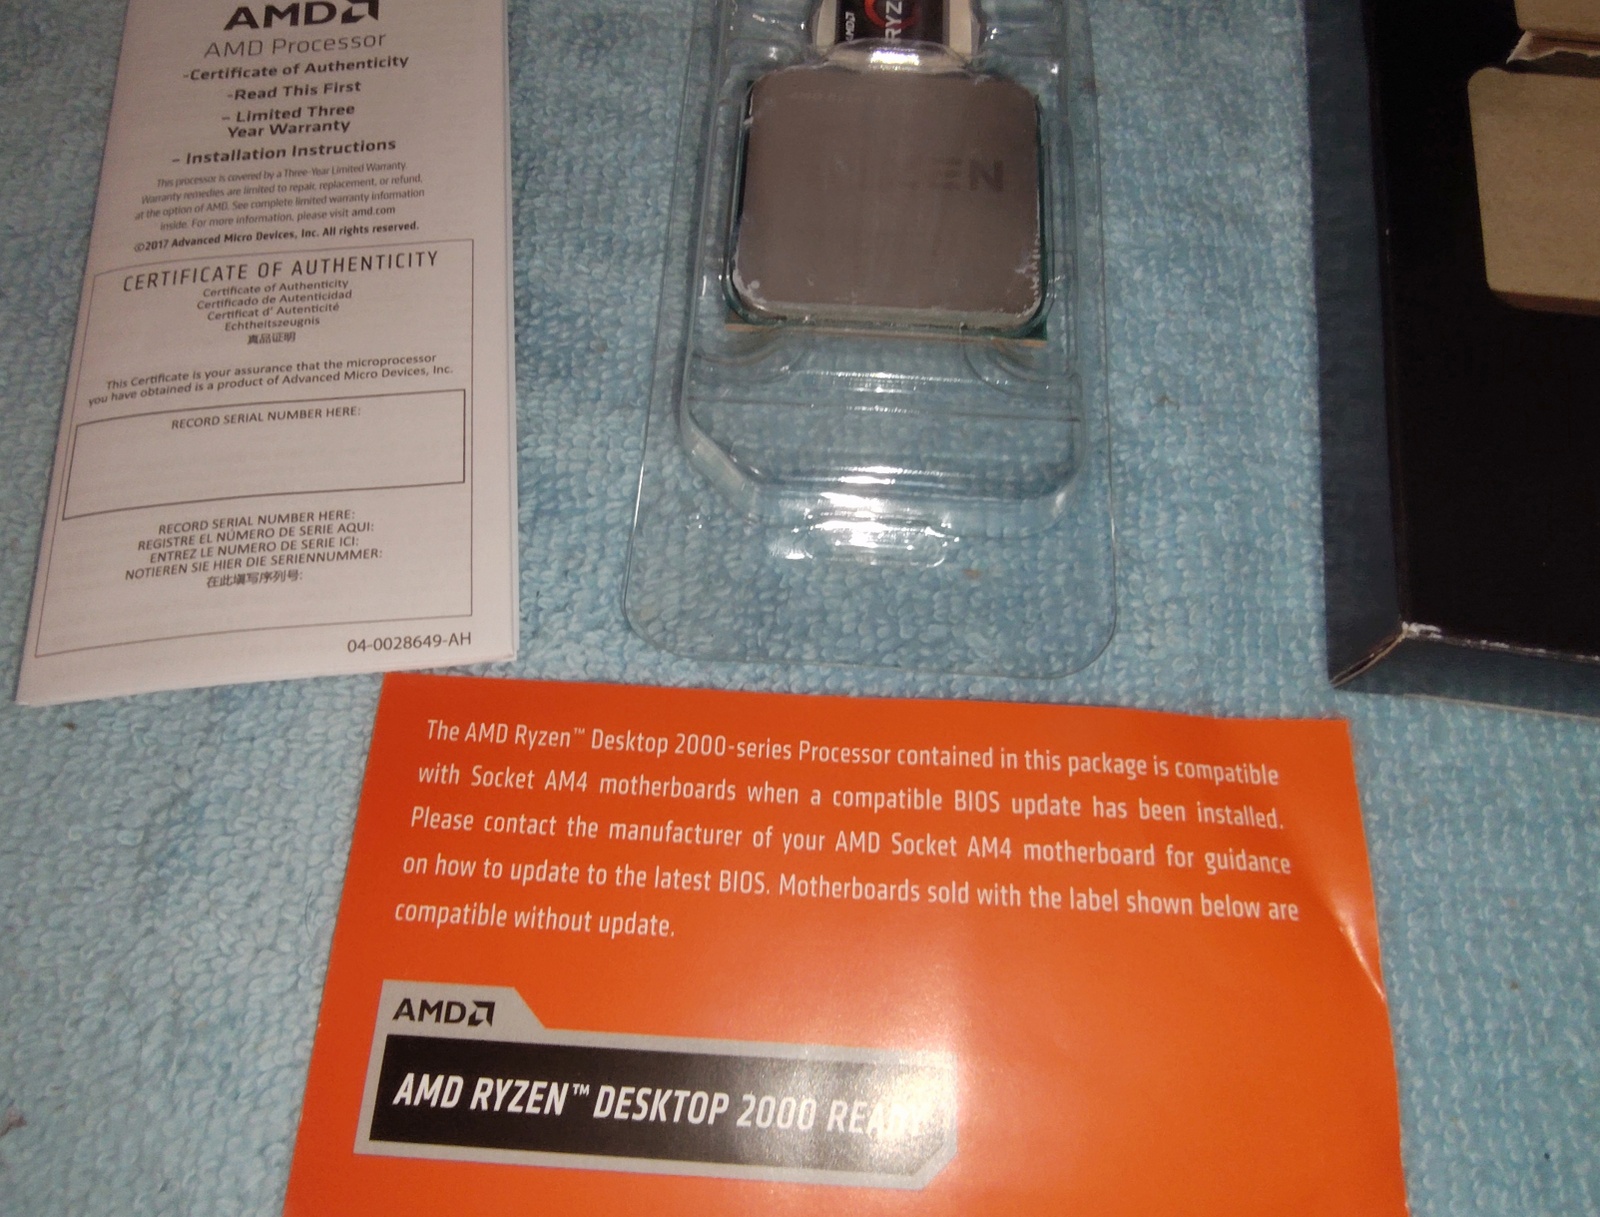 AMD
AMD Processor
-Certificate of Authenticity
-Read This First
- Limited Three
Year Warranty
- Installation Instructions
This processor is covered by a Three-Year Limited Warranty.
Warranty remedies are limited to repair, replacement, or refund,
at the option of AMD. See complete limited warranty information
inside. For more information, please visit amd.com
©2017 Advanced Micro Devices, Inc. All rights reserved.
CERTIFICATE OF AUTHENTICITY
Certificate of Authenticity
Certificado de Autenticidad
Certificat d' Autenticité
Echtheitszeugnis
真品证明
This Certificate is your assurance that the microprocessor
you have obtained is a product of Advanced Micro Devices, Inc.
RECORD SERIAL NUMBER HERE:
RECORD SERIAL NUMBER HERE:
REGISTRE EL NÚMERO DE SERIE AQUI:
ENTREZ LE NUMERO DE SERIE ICI:
NOTIEREN SIE HIER DIE SERIENNUMMER:
在此填写序列号:
04-0028649-AH
AMD
RYZ
EN
The AMD Ryzen™ Desktop 2000-series Processor contained in this package is compatible
with Socket AM4 motherboards when a compatible BIOS update has been installed.
Please contact the manufacturer of your AMD Socket AM4 motherboard for guidance
on how to update to the latest BIOS. Motherboards sold with the label shown below are
compatible without update.
AMD
AMD RYZEN™ DESKTOP 2000 READY